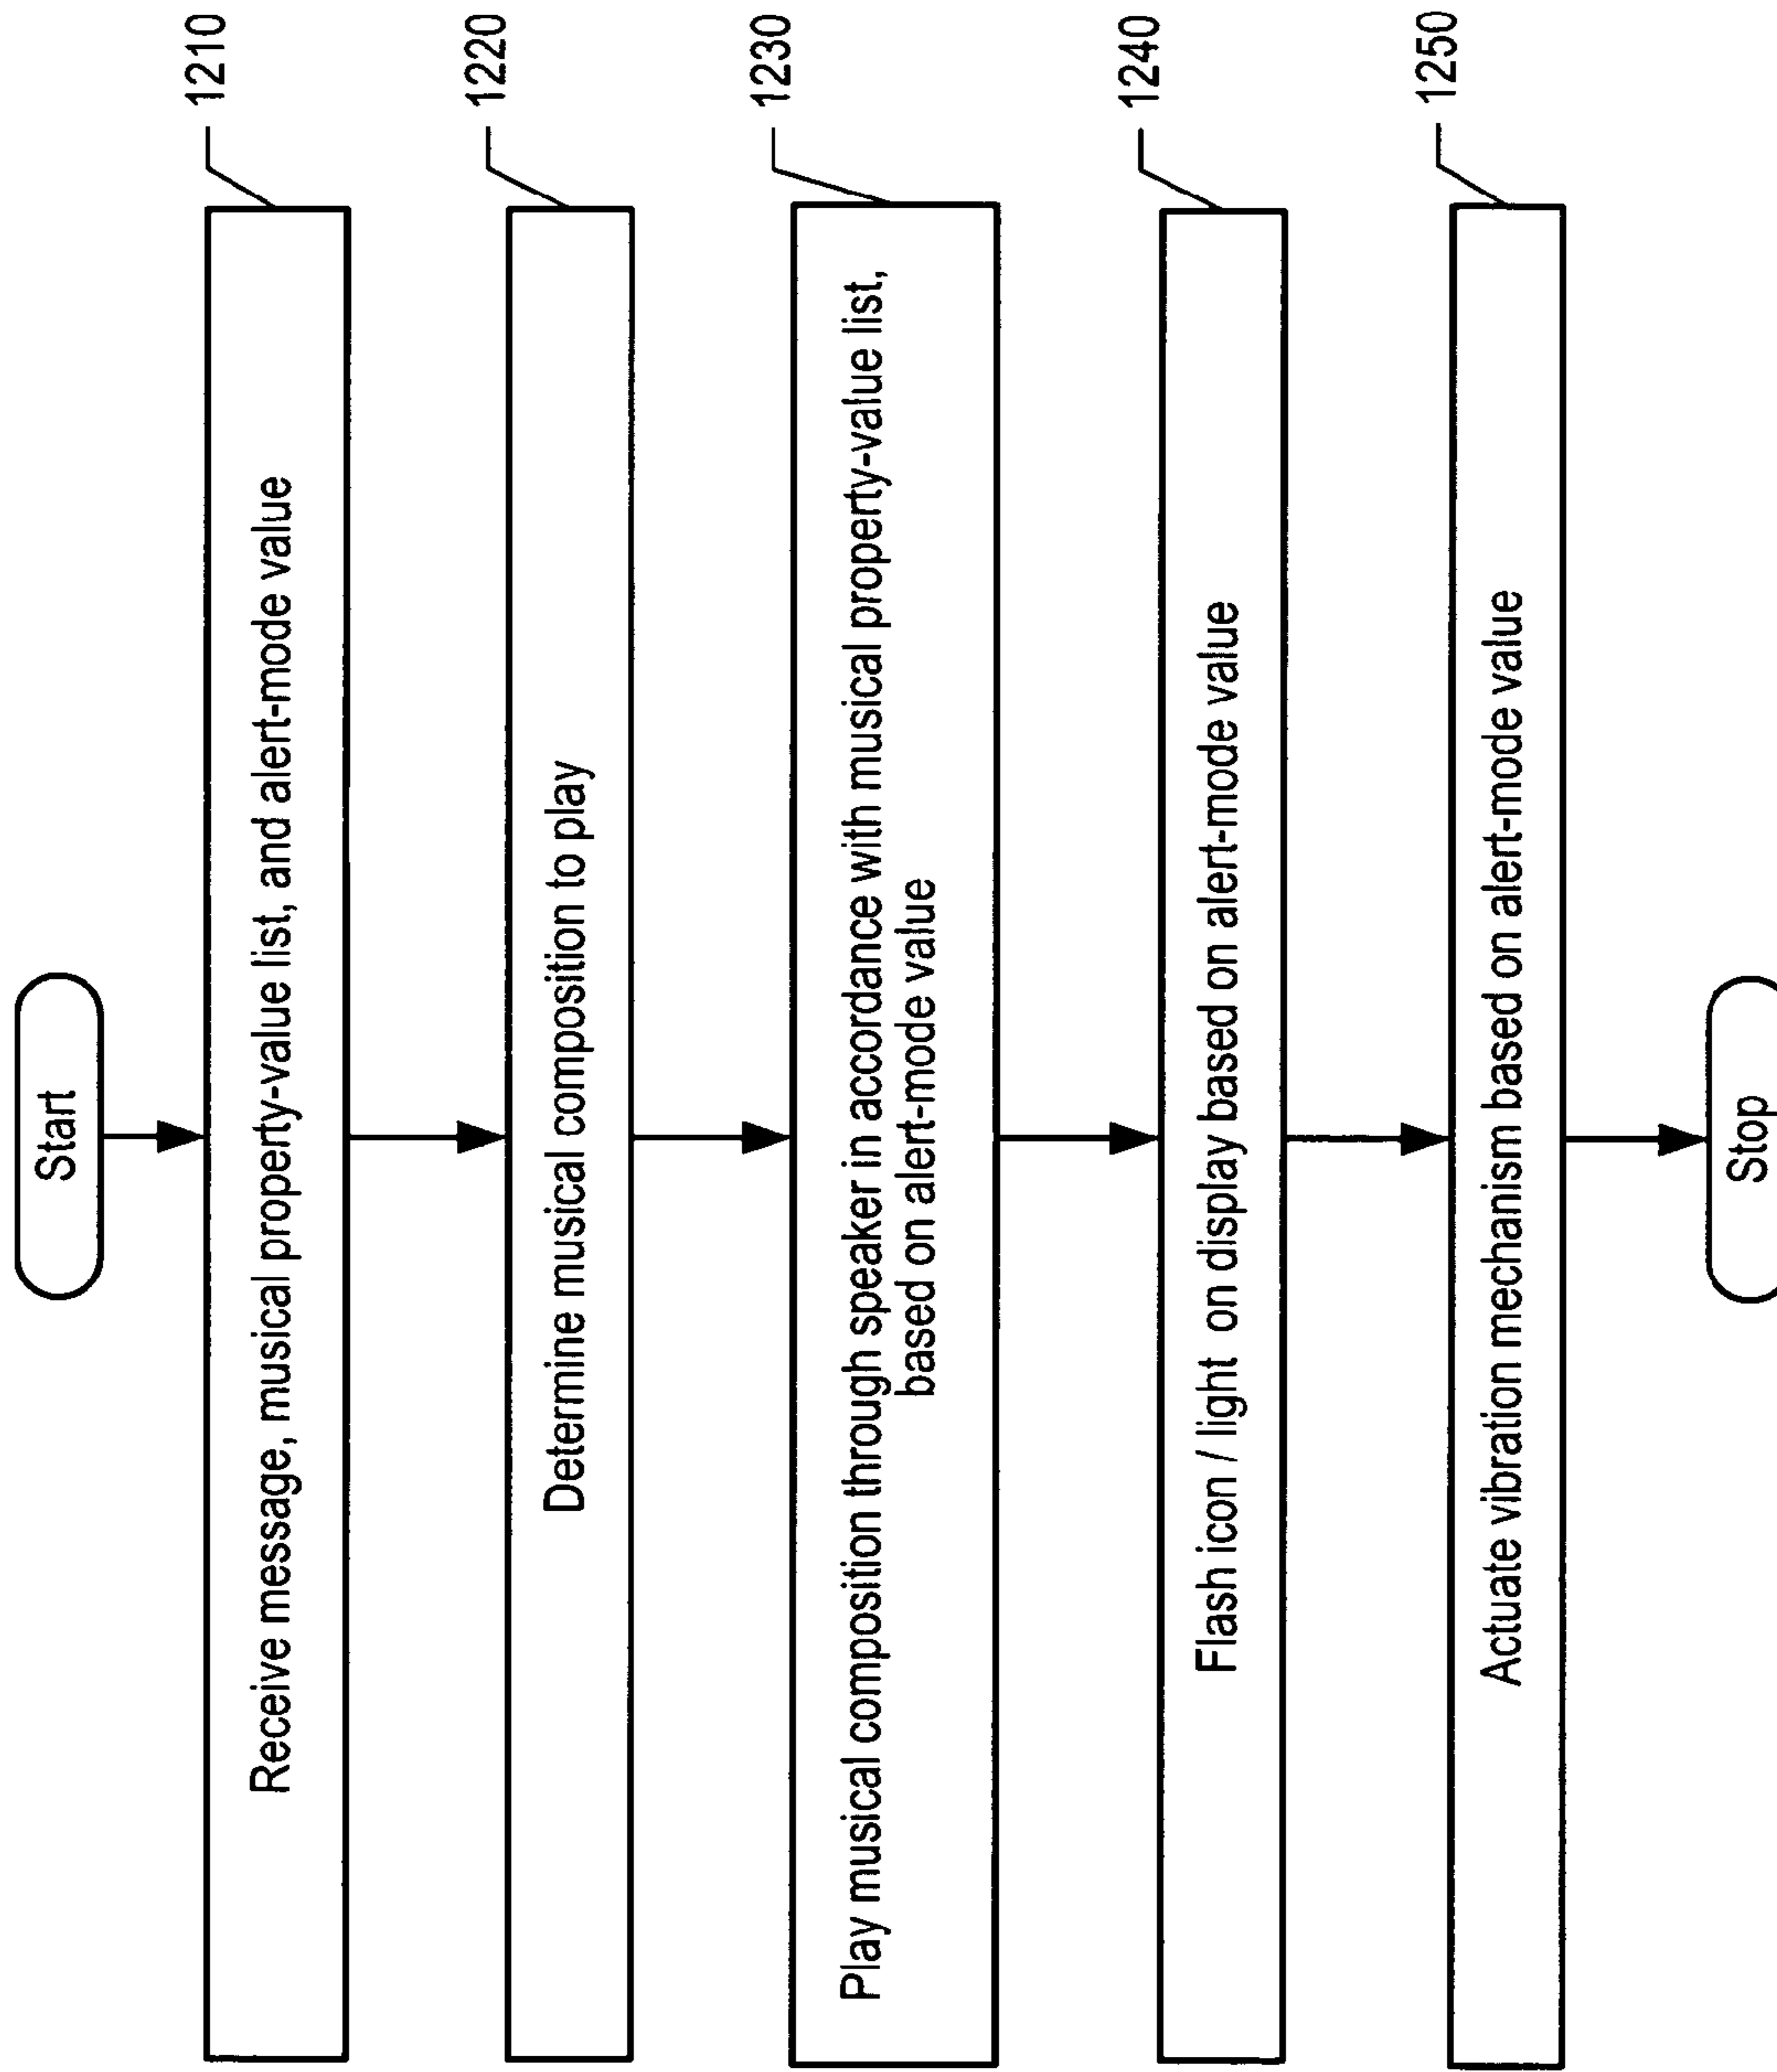 Start
Receive message, musical property-value list, and alert-mode value
1210
Determine musical composition to play
1220
Play musical composition through speaker in accordance with musical property-value list,
based on alert-mode value
1230
Flash icon / light on display based on alert-mode value
1240
Actuate vibration mechanism based on alert-mode value
1250
Stop